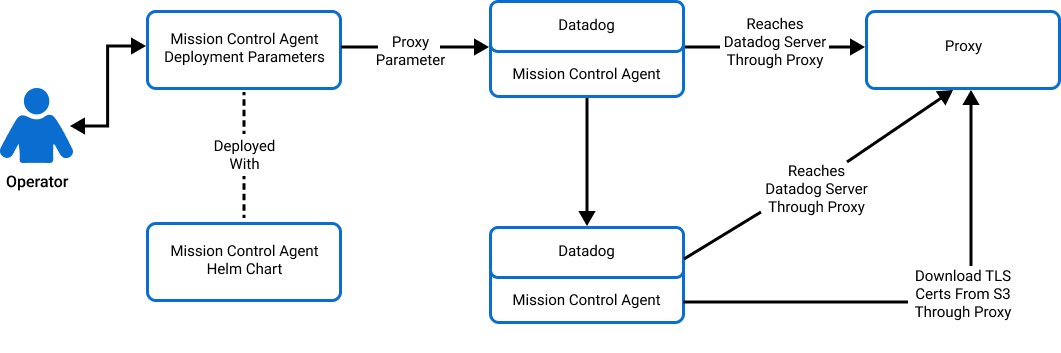 Mission Control Agent
Deployment Parameters
Proxy
Parameter
Datadog
Mission Control Agent
Reaches
Datadog Server
Through Proxy
Proxy
Operator
Deployed
With
Mission Control Agent
Helm Chart
Reaches
Datadog Server
Through Proxy
Datadog
Mission Control Agent
Download TLS
Certs From S3
Through Proxy